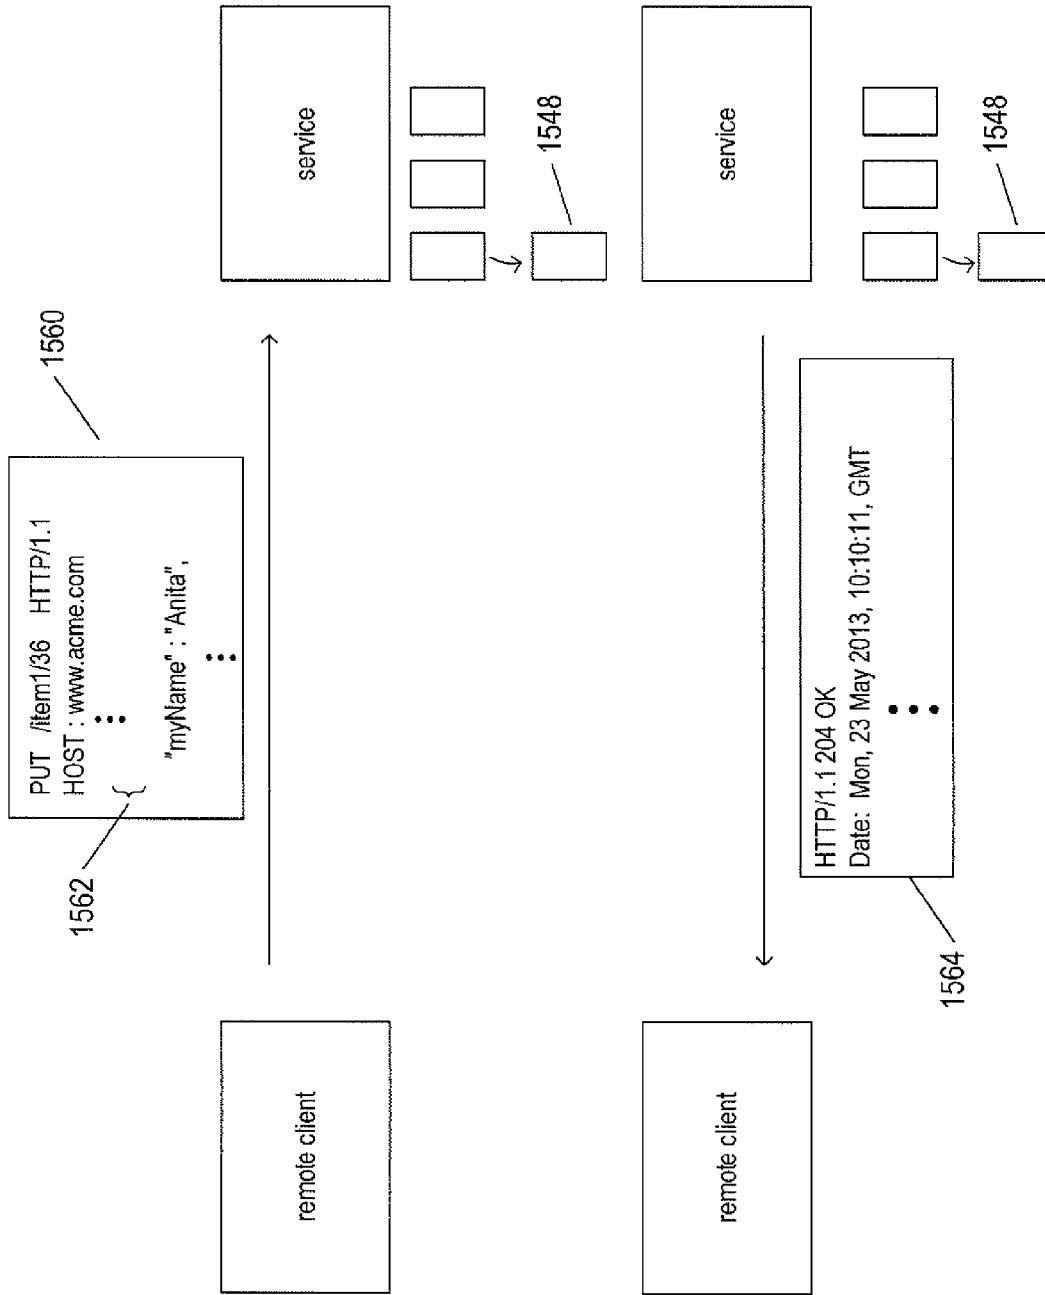 1560
PUT /item1/36 HTTP/1.1
HOST : www.acme.com
1562
"myName" : "Anita",
remote client
service
1548
remote client
service
HTTP/1.1 204 OK
Date: Mon, 23 May 2013, 10:10:11, GMT
1564
1548